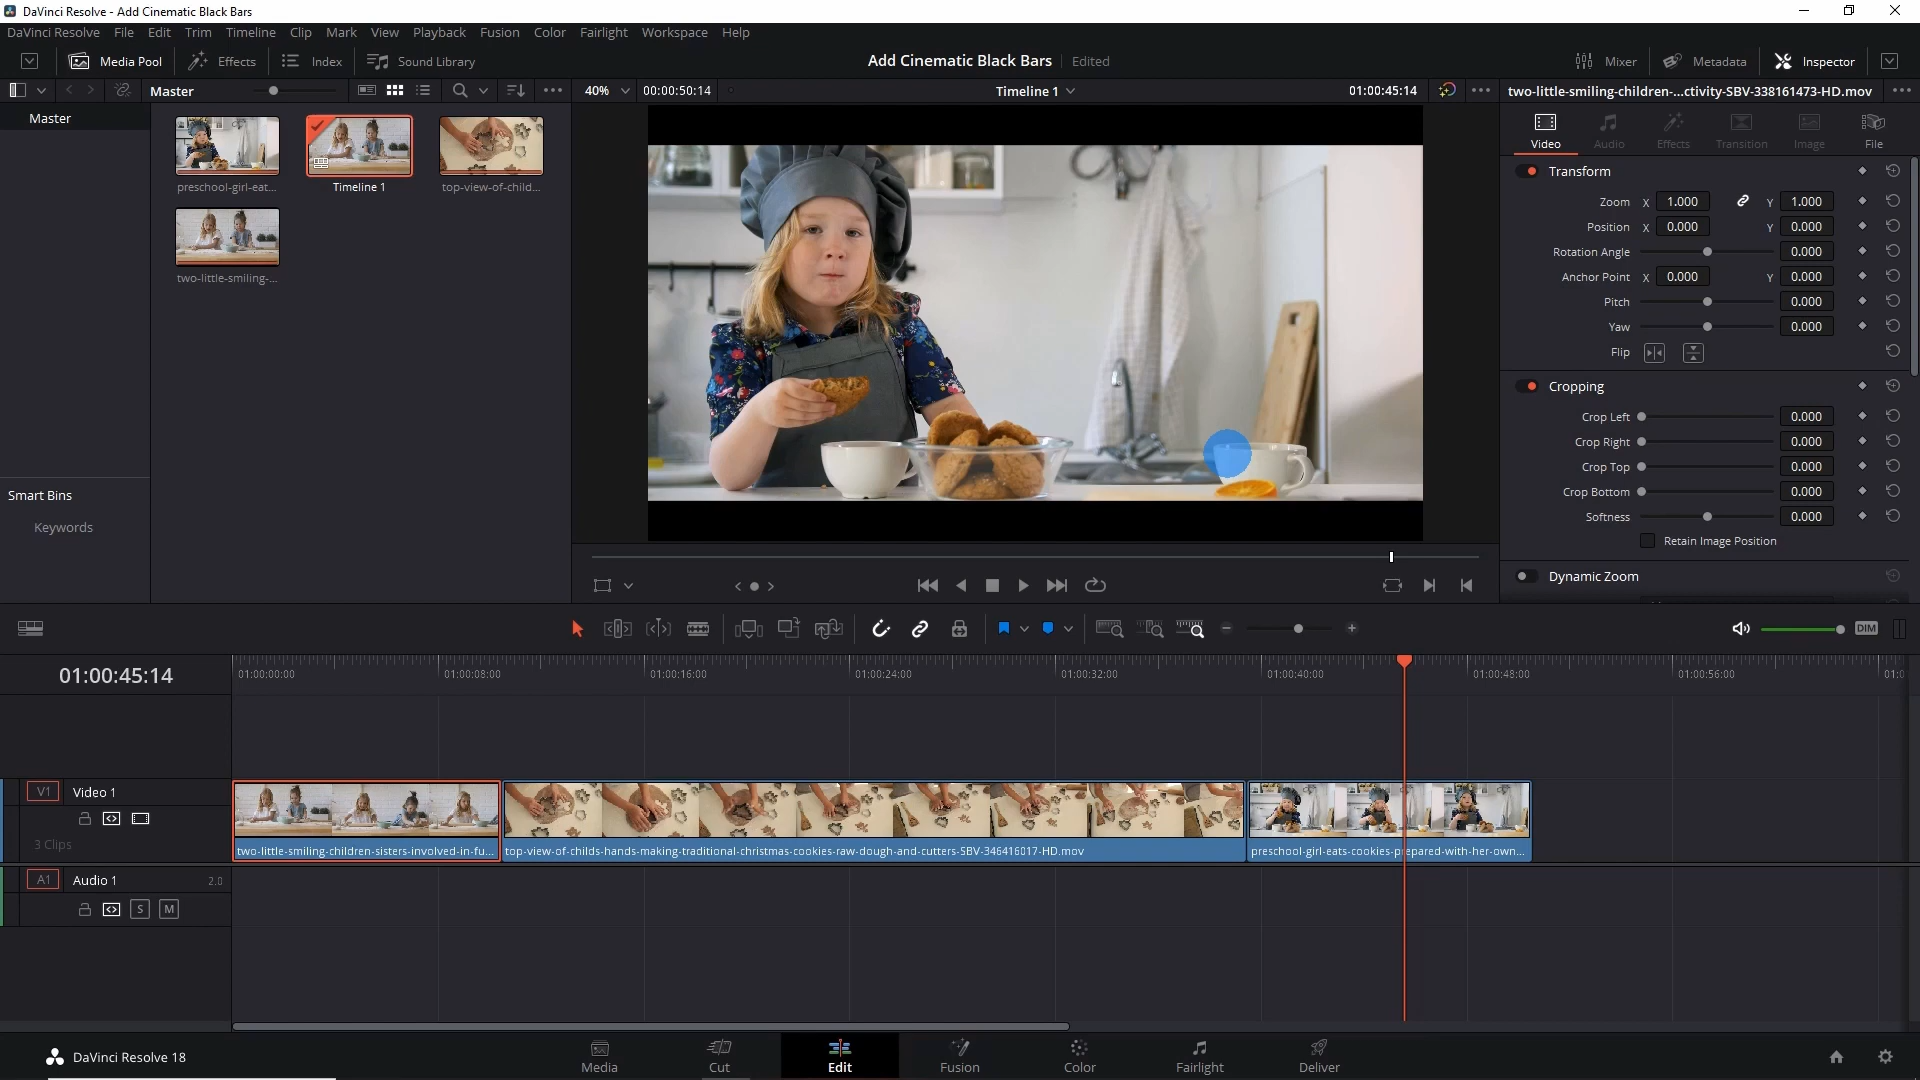 DaVinci Resolve - Add Cinematic Black Bars
DaVinci Resolve File Edit Trim Timeline Clip Mark View Playback Fusion Color Fairlight Workspace Help
Media Pool Effects Index Sound Library Add Cinematic Black Bars Edited Mixer Metadata Inspector
Master 40% 00:00:50:14 Timeline 1 01:00:45:14 two-little-smiling-children-...ctivity-SBV-338161473-HD.mov
Master
Video Audio Effects Transition Image File
preschool-girl-eat... Timeline 1 top-view-of-child...
two-little-smiling-...
Smart Bins
Keywords
Transform
Zoom X 1.000 Y 1.000
Position X 0.000 Y 0.000
Rotation Angle 0.000
Anchor Point X 0.000 Y 0.000
Pitch 0.000
Yaw 0.000
Flip
Cropping
Crop Left 0.000
Crop Right 0.000
Crop Top 0.000
Crop Bottom 0.000
Softness 0.000
Retain Image Position
Dynamic Zoom
DIM
01:00:45:14 01:00:00:00 01:00:08:00 01:00:16:00 01:00:24:00 01:00:32:00 01:00:40:00 01:00:48:00 01:00:56:00
V1 Video 1
3 Clips
two-little-smiling-children-sisters-involved-in-fu... top-view-of-childs-hands-making-traditional-christmas-cookies-raw-dough-and-cutters-SBV-346416017-HD.mov preschool-girl-eats-cookies-prepared-with-her-own...
A1 Audio 1 2.0
S M
DaVinci Resolve 18 Media Cut Edit Fusion Color Fairlight Deliver